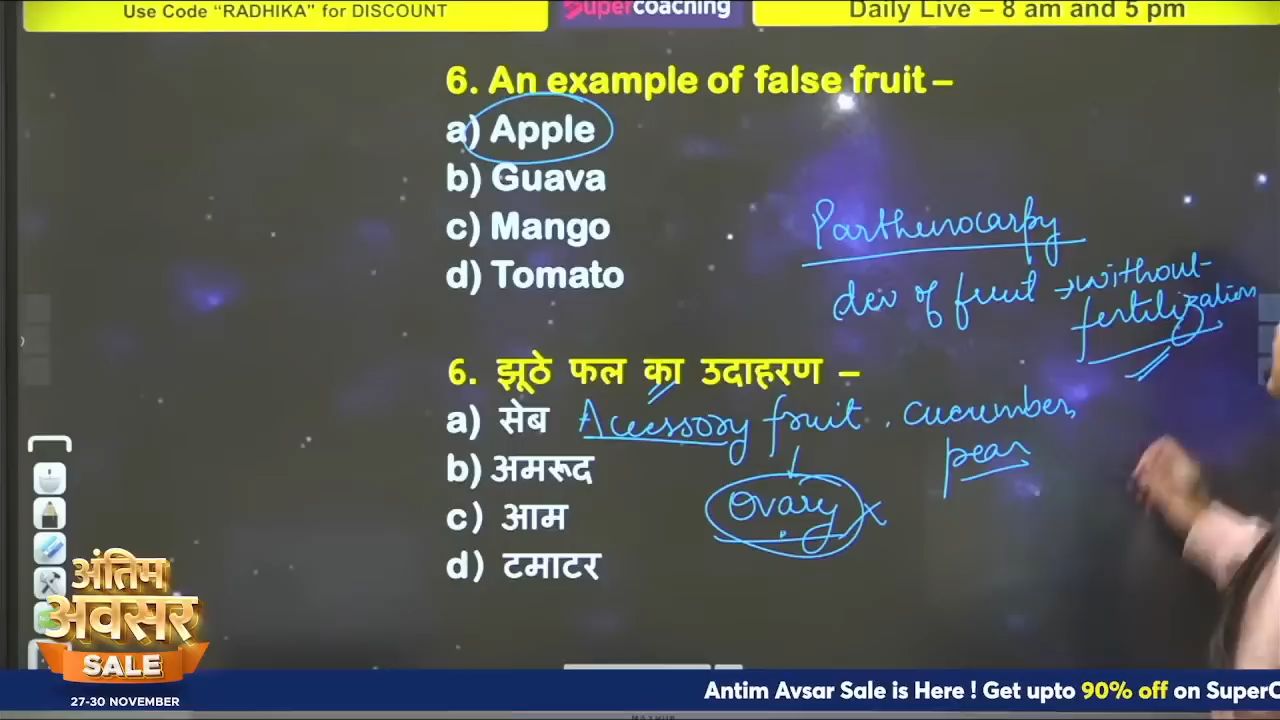 Use Code “RADHIKA” for DISCOUNT
Supercoaching
Daily Live – 8 am and 5 pm
6. An example of false fruit –
a) Apple
b) Guava
c) Mango
d) Tomato
Parthenocarpy
dev of fruit → without
fertilization
6. झूठे फल का उदाहरण –
a) सेब
Acessory fruit, cucumber,
pear
b) अमरूद
Ovary x
c) आम
d) टमाटर
अंतिम
अवसर
SALE
27-30 NOVEMBER
Antim Avsar Sale is Here ! Get upto 90% off on SuperC